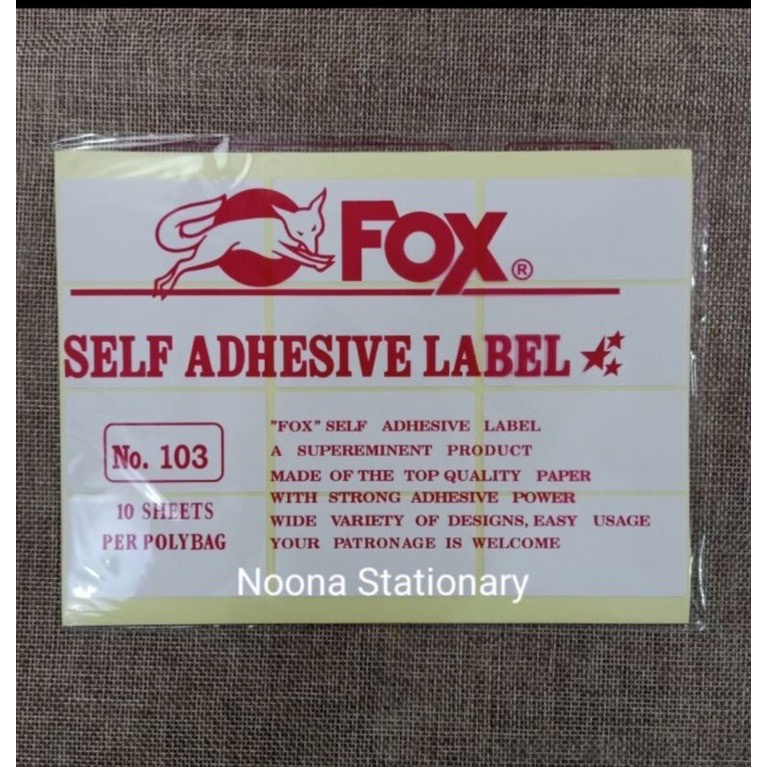 FOX®
SELF ADHESIVE LABEL
No. 103
10 SHEETS
PER POLYBAG
"FOX" SELF ADHESIVE LABEL
A SUPEREMINENT PRODUCT
MADE OF THE TOP QUALITY PAPER
WITH STRONG ADHESIVE POWER
WIDE VARIETY OF DESIGNS, EASY USAGE
YOUR PATRONAGE IS WELCOME
Noona Stationary